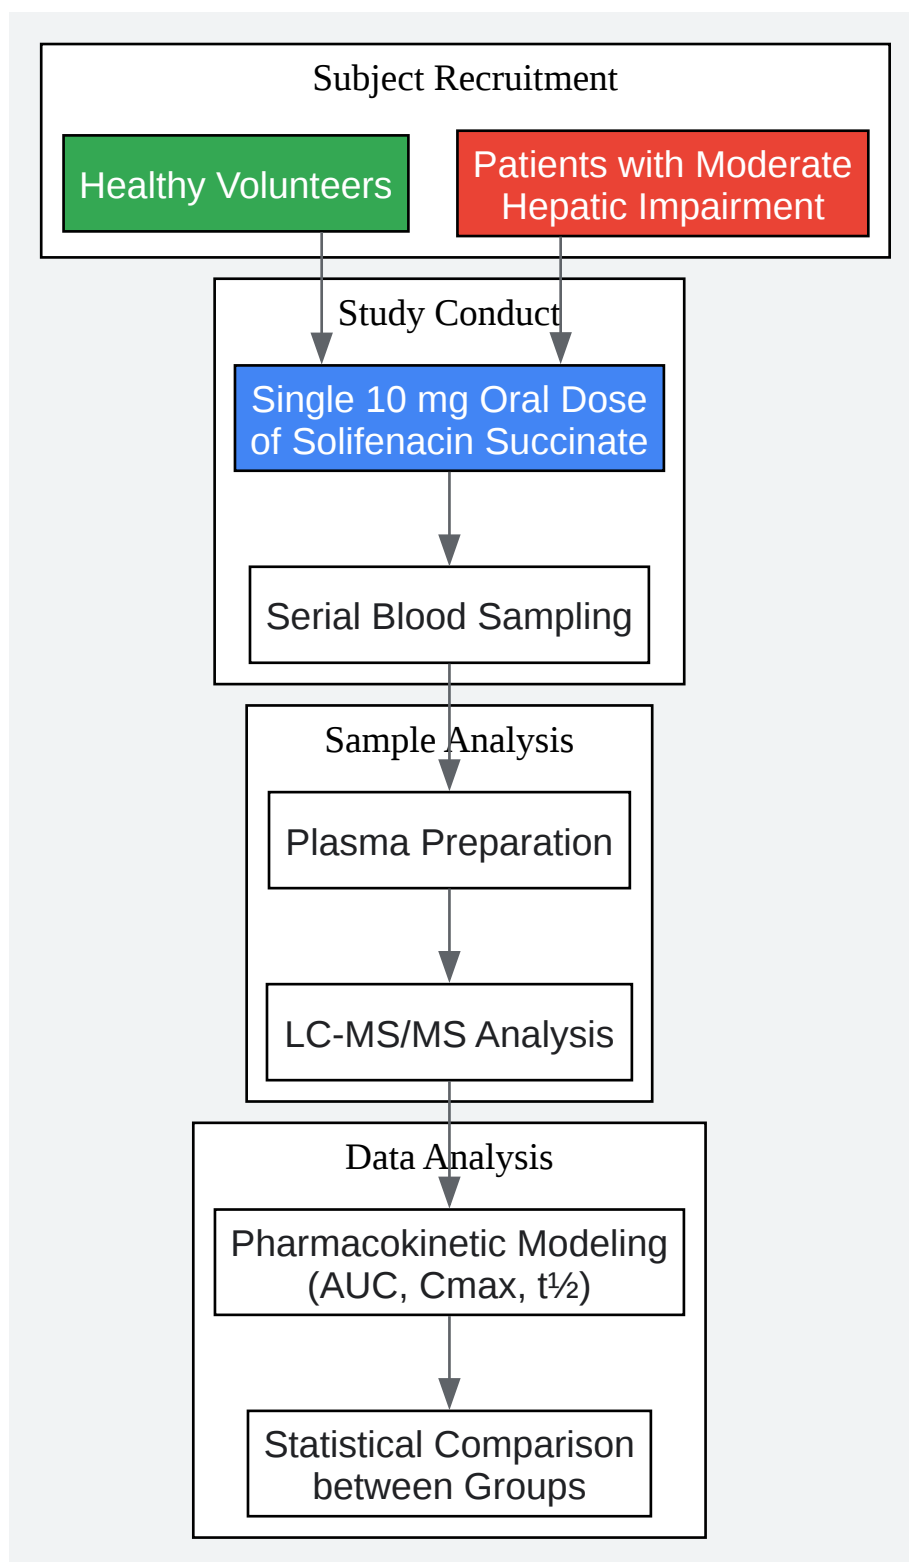 Subject Recruitment
Healthy Volunteers
Patients with Moderate
Hepatic Impairment
Study Conduct
Single 10 mg Oral Dose
of Solifenacin Succinate
Serial Blood Sampling
Sample Analysis
Plasma Preparation
LC-MS/MS Analysis
Data Analysis
Pharmacokinetic Modeling
(AUC, Cmax, t½)
Statistical Comparison
between Groups